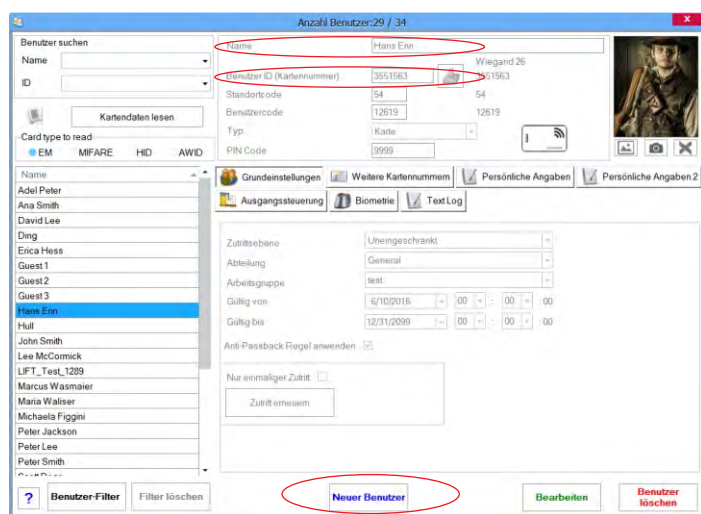 Anzahl Benutzer:29 / 34
x
Benutzer suchen
Name
ID
Kartendaten lesen
Card type to read
EM MIFARE HID AWID
Name Hans Enn
Wiegand 26
Benutzer ID (Kartennummer) 3551563 3551563
Standortcode 54 54
Benutzercode 12619 12619
Typ Karte
PIN Code 9999
Name
Adel Peter
Ana Smith
David Lee
Ding
Erica Hess
Guest 1
Guest 2
Guest 3
Hans Enn
Hull
John Smith
Lee McCormick
LIFT_Test_1289
Marcus Wasmaier
Maria Waliser
Michaela Figgini
Peter Jackson
Peter Lee
Peter Smith
Grundeinstellungen Weitere Kartennummern Persönliche Angaben Persönliche Angaben 2
Ausgangssteuerung Biometrie Text Log
Zutrittsebene Uneingeschränkt
Abteilung General
Arbeitsgruppe test
Gültig von 6/10/2016 00 : 00 :00
Gültig bis 12/31/2099 00 : 00 :00
Anti-Passback Regel anwenden
Nur einmaliger Zutritt
Zutritt erneuern
? Benutzer-Filter Filter löschen Neuer Benutzer Bearbeiten Benutzer löschen